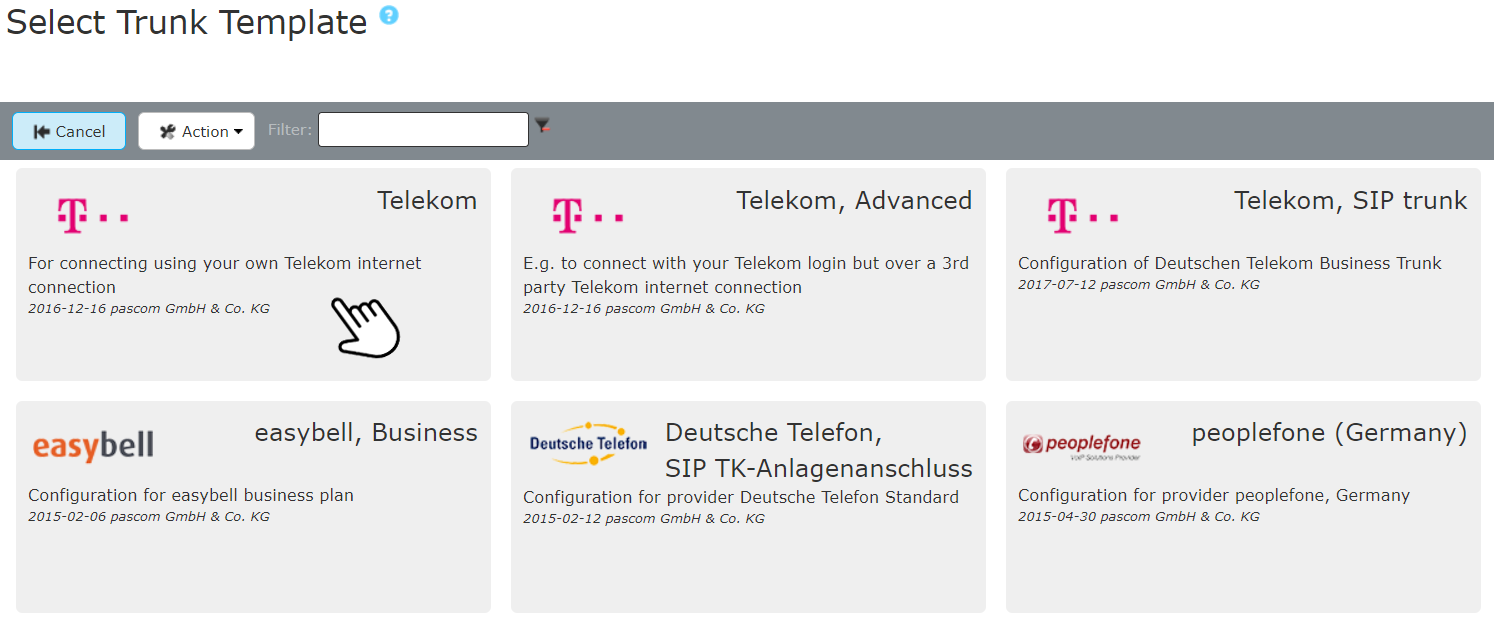 Select Trunk Template ?
Cancel
Action
Filter:
T
Telekom
For connecting using your own Telekom internet
connection
2016-12-16 pascom GmbH & Co. KG
T
Telekom, Advanced
E.g. to connect with your Telekom login but over a 3rd
party Telekom internet connection
2016-12-16 pascom GmbH & Co. KG
T
Telekom, SIP trunk
Configuration of Deutschen Telekom Business Trunk
2017-07-12 pascom GmbH & Co. KG
easybell
easybell, Business
Configuration for easybell business plan
2015-02-06 pascom GmbH & Co. KG
Deutsche Telefon
Deutsche Telefon,
SIP TK-Anlagenanschluss
Configuration for provider Deutsche Telefon Standard
2015-02-12 pascom GmbH & Co. KG
peoplefone
VoIP Solutions Provider
peoplefone (Germany)
Configuration for provider peoplefone, Germany
2015-04-30 pascom GmbH & Co. KG